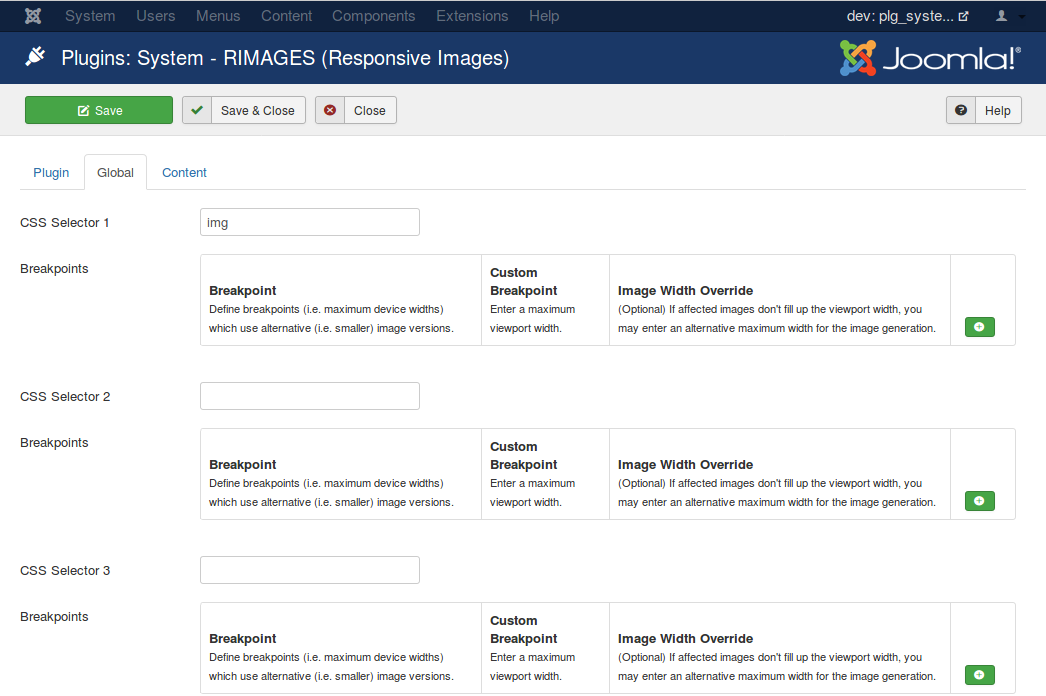 System Users Menus Content Components Extensions Help dev: plg_syste...
Plugins: System - RIMAGES (Responsive Images) Joomla!®
Save Save & Close Close Help
Plugin Global Content
CSS Selector 1 img
Breakpoints
Custom
Breakpoint Breakpoint Image Width Override
Define breakpoints (i.e. maximum device widths) Enter a maximum (Optional) If affected images don't fill up the viewport width, you
which use alternative (i.e. smaller) image versions. viewport width. may enter an alternative maximum width for the image generation.
CSS Selector 2
Breakpoints
Custom
Breakpoint Breakpoint Image Width Override
Define breakpoints (i.e. maximum device widths) Enter a maximum (Optional) If affected images don't fill up the viewport width, you
which use alternative (i.e. smaller) image versions. viewport width. may enter an alternative maximum width for the image generation.
CSS Selector 3
Breakpoints
Custom
Breakpoint Breakpoint Image Width Override
Define breakpoints (i.e. maximum device widths) Enter a maximum (Optional) If affected images don't fill up the viewport width, you
which use alternative (i.e. smaller) image versions. viewport width. may enter an alternative maximum width for the image generation.